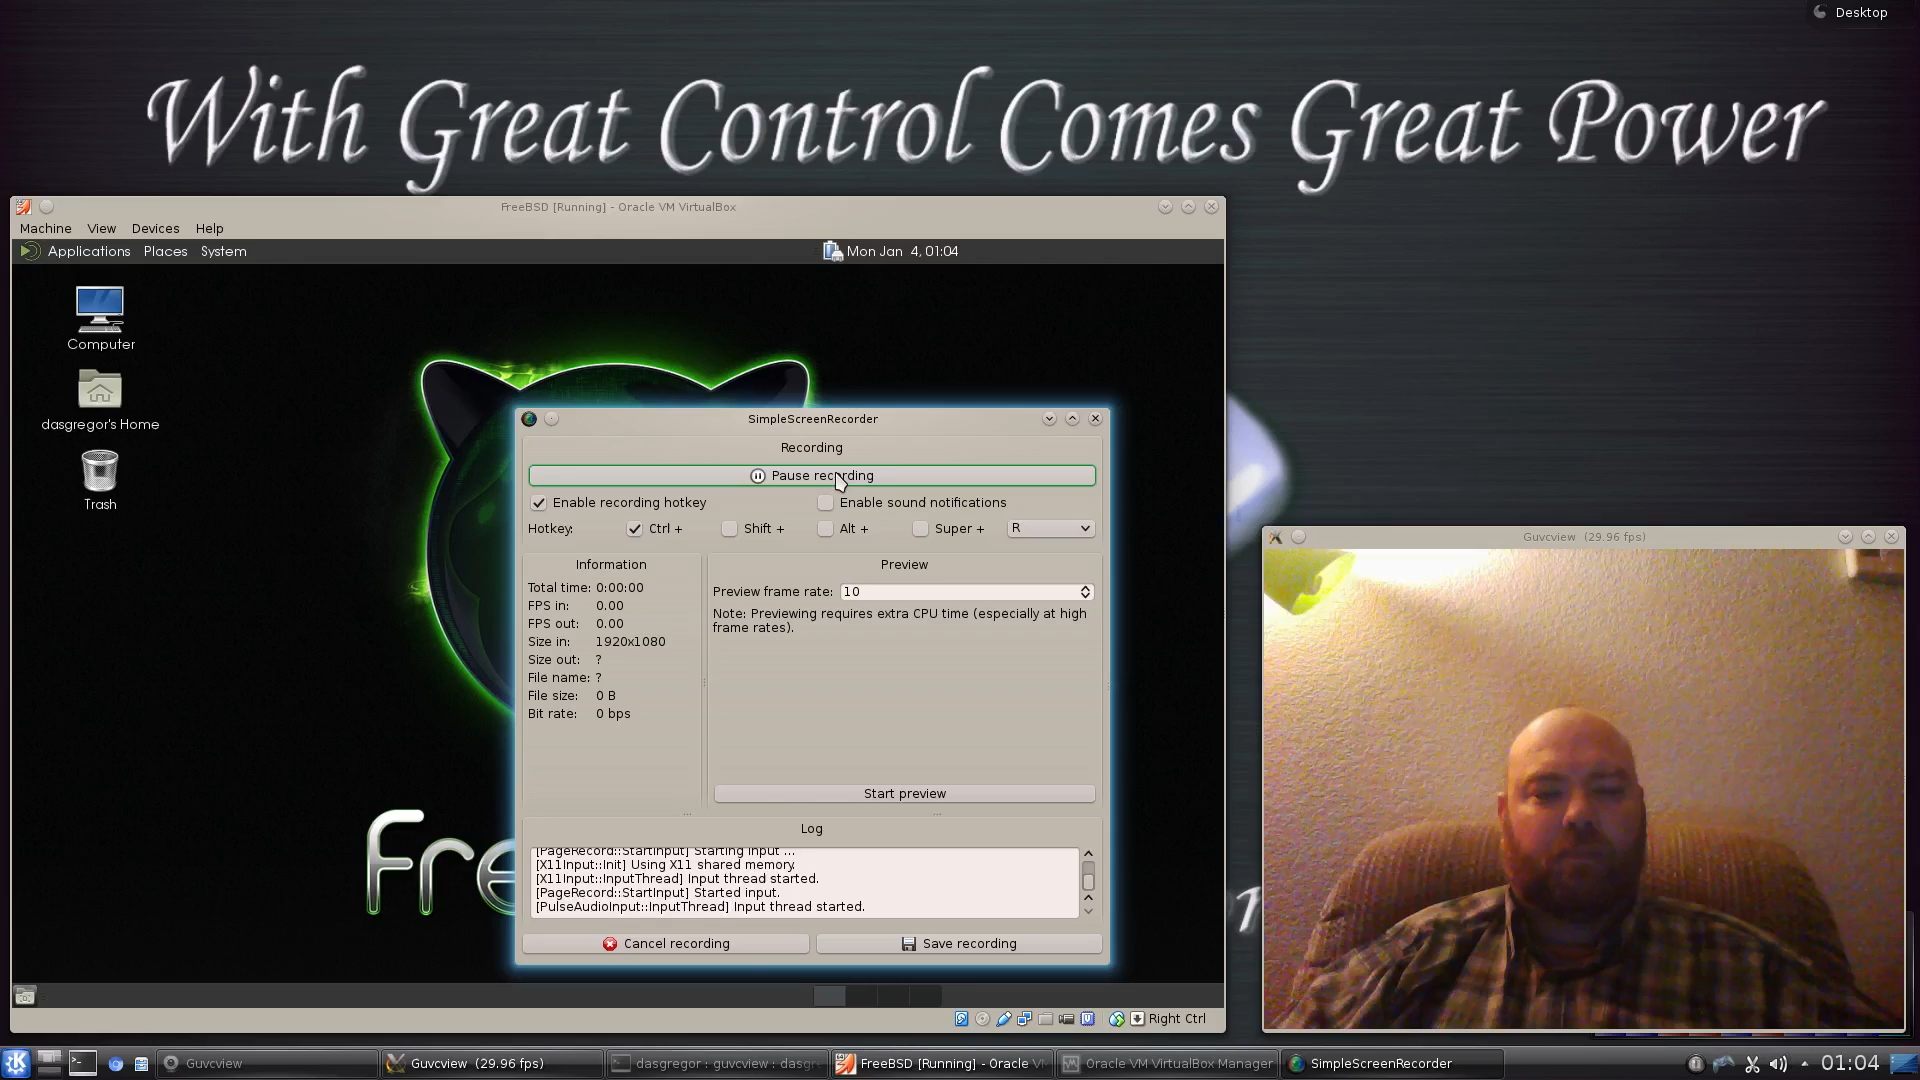 Desktop
With Great Control Comes Great Power
FreeBSD [Running] - Oracle VM VirtualBox
Machine View Devices Help
Applications Places System
Mon Jan 4, 01:04
Computer
dasgregor's Home
Trash
SimpleScreenRecorder
Recording
Pause recording
Enable recording hotkey
Enable sound notifications
Hotkey: Ctrl + Shift + Alt + Super + R
Information
Total time: 0:00:00
FPS in: 0.00
FPS out: 0.00
Size in: 1920x1080
Size out: ?
File name: ?
File size: 0 B
Bit rate: 0 bps
Preview
Preview frame rate: 10
Note: Previewing requires extra CPU time (especially at high
frame rates).
Start preview
Log
[PageRecord::StartInput] Starting input ...
[X11Input::Init] Using X11 shared memory.
[X11Input::InputThread] Input thread started.
[PageRecord::StartInput] Started input.
[PulseAudioInput::InputThread] Input thread started.
Cancel recording
Save recording
Fre
Right Ctrl
Guvcview (29.96 fps)
Guvcview
Guvcview (29.96 fps)
dasgregor : guvcview : dasgr
FreeBSD [Running] - Oracle V
Oracle VM VirtualBox Manager
SimpleScreenRecorder
01:04